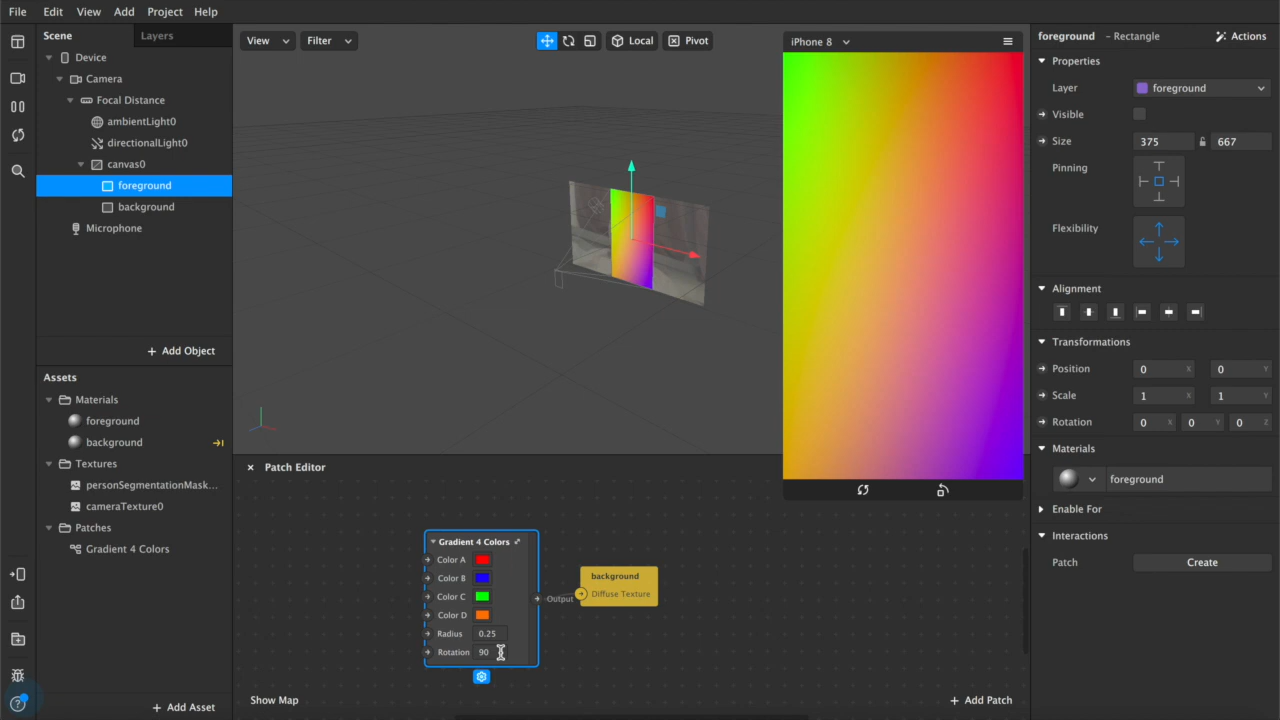 File Edit View Add Project Help
Scene Layers
Device
Camera
Focal Distance
ambientLight0
directionalLight0
canvas0
foreground
background
Microphone
+ Add Object
Assets
Materials
foreground
background
Textures
personSegmentationMask...
cameraTexture0
Patches
Gradient 4 Colors
+ Add Asset
View Filter Local Pivot
iPhone 8
Patch Editor
Gradient 4 Colors
Color A
Color B
Color C
Color D
Radius 0.25
Rotation 90
Output
background
Diffuse Texture
Show Map
+ Add Patch
foreground – Rectangle Actions
Properties
Layer foreground
Visible
Size 375 667
Pinning
Flexibility
Alignment
Transformations
Position 0 X 0 Y
Scale 1 X 1 Y
Rotation 0 X 0 Y 0 Z
Materials
foreground
Enable For
Interactions
Patch Create